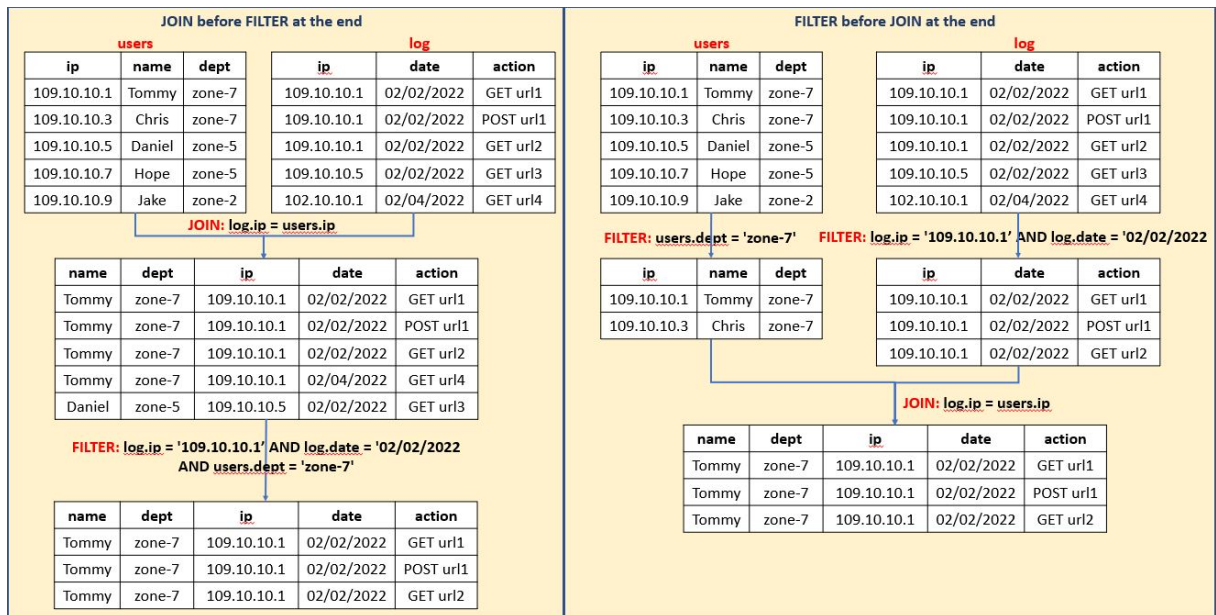 JOIN before FILTER at the end
users
log
ip name dept
109.10.10.1 Tommy zone-7
109.10.10.3 Chris zone-7
109.10.10.5 Daniel zone-5
109.10.10.7 Hope zone-5
109.10.10.9 Jake zone-2
ip date action
109.10.10.1 02/02/2022 GET url1
109.10.10.1 02/02/2022 POST url1
109.10.10.1 02/02/2022 GET url2
109.10.10.5 02/02/2022 GET url3
102.10.10.1 02/04/2022 GET url4
JOIN: log.ip = users.ip
name dept ip date action
Tommy zone-7 109.10.10.1 02/02/2022 GET url1
Tommy zone-7 109.10.10.1 02/02/2022 POST url1
Tommy zone-7 109.10.10.1 02/02/2022 GET url2
Tommy zone-7 109.10.10.1 02/04/2022 GET url4
Daniel zone-5 109.10.10.5 02/02/2022 GET url3
FILTER: log.ip = '109.10.10.1’ AND log.date = '02/02/2022
AND users.dept = 'zone-7'
name dept ip date action
Tommy zone-7 109.10.10.1 02/02/2022 GET url1
Tommy zone-7 109.10.10.1 02/02/2022 POST url1
Tommy zone-7 109.10.10.1 02/02/2022 GET url2
FILTER before JOIN at the end
users
log
ip name dept
109.10.10.1 Tommy zone-7
109.10.10.3 Chris zone-7
109.10.10.5 Daniel zone-5
109.10.10.7 Hope zone-5
109.10.10.9 Jake zone-2
ip date action
109.10.10.1 02/02/2022 GET url1
109.10.10.1 02/02/2022 POST url1
109.10.10.1 02/02/2022 GET url2
109.10.10.5 02/02/2022 GET url3
102.10.10.1 02/04/2022 GET url4
FILTER: users.dept = 'zone-7'
FILTER: log.ip = '109.10.10.1’ AND log.date = '02/02/2022
ip name dept
109.10.10.1 Tommy zone-7
109.10.10.3 Chris zone-7
ip date action
109.10.10.1 02/02/2022 GET url1
109.10.10.1 02/02/2022 POST url1
109.10.10.1 02/02/2022 GET url2
JOIN: log.ip = users.ip
name dept ip date action
Tommy zone-7 109.10.10.1 02/02/2022 GET url1
Tommy zone-7 109.10.10.1 02/02/2022 POST url1
Tommy zone-7 109.10.10.1 02/02/2022 GET url2